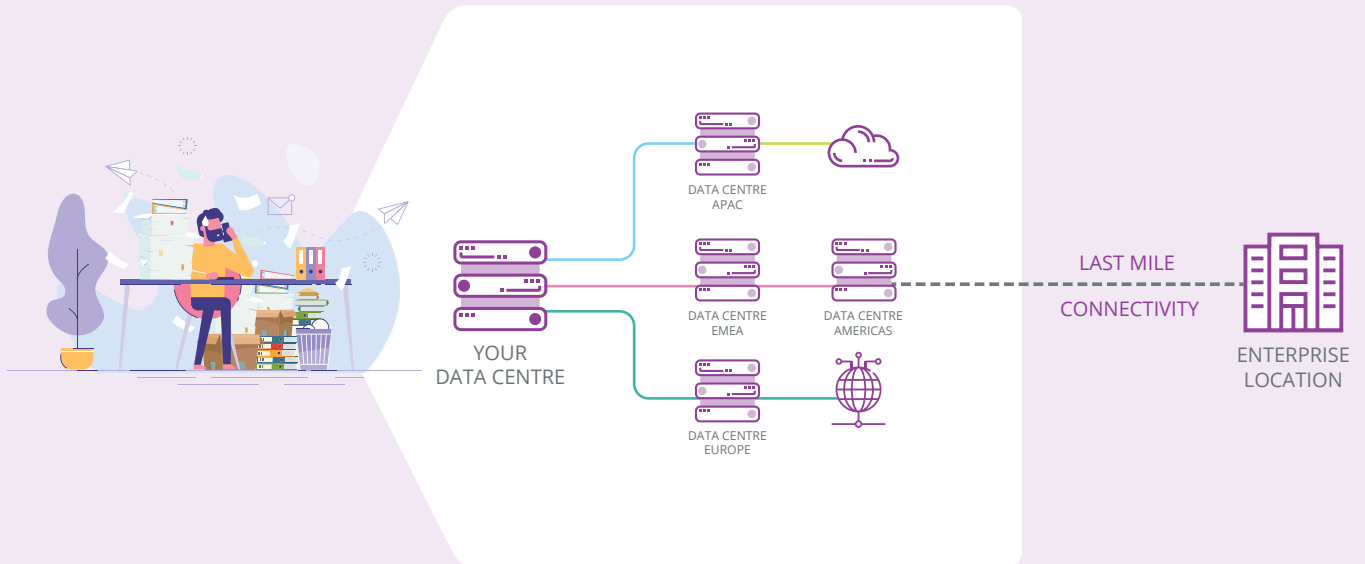 DATA CENTRE
APAC
YOUR
DATA CENTRE
DATA CENTRE
EMEA
DATA CENTRE
AMERICAS
DATA CENTRE
EUROPE
LAST MILE
CONNECTIVITY
ENTERPRISE
LOCATION